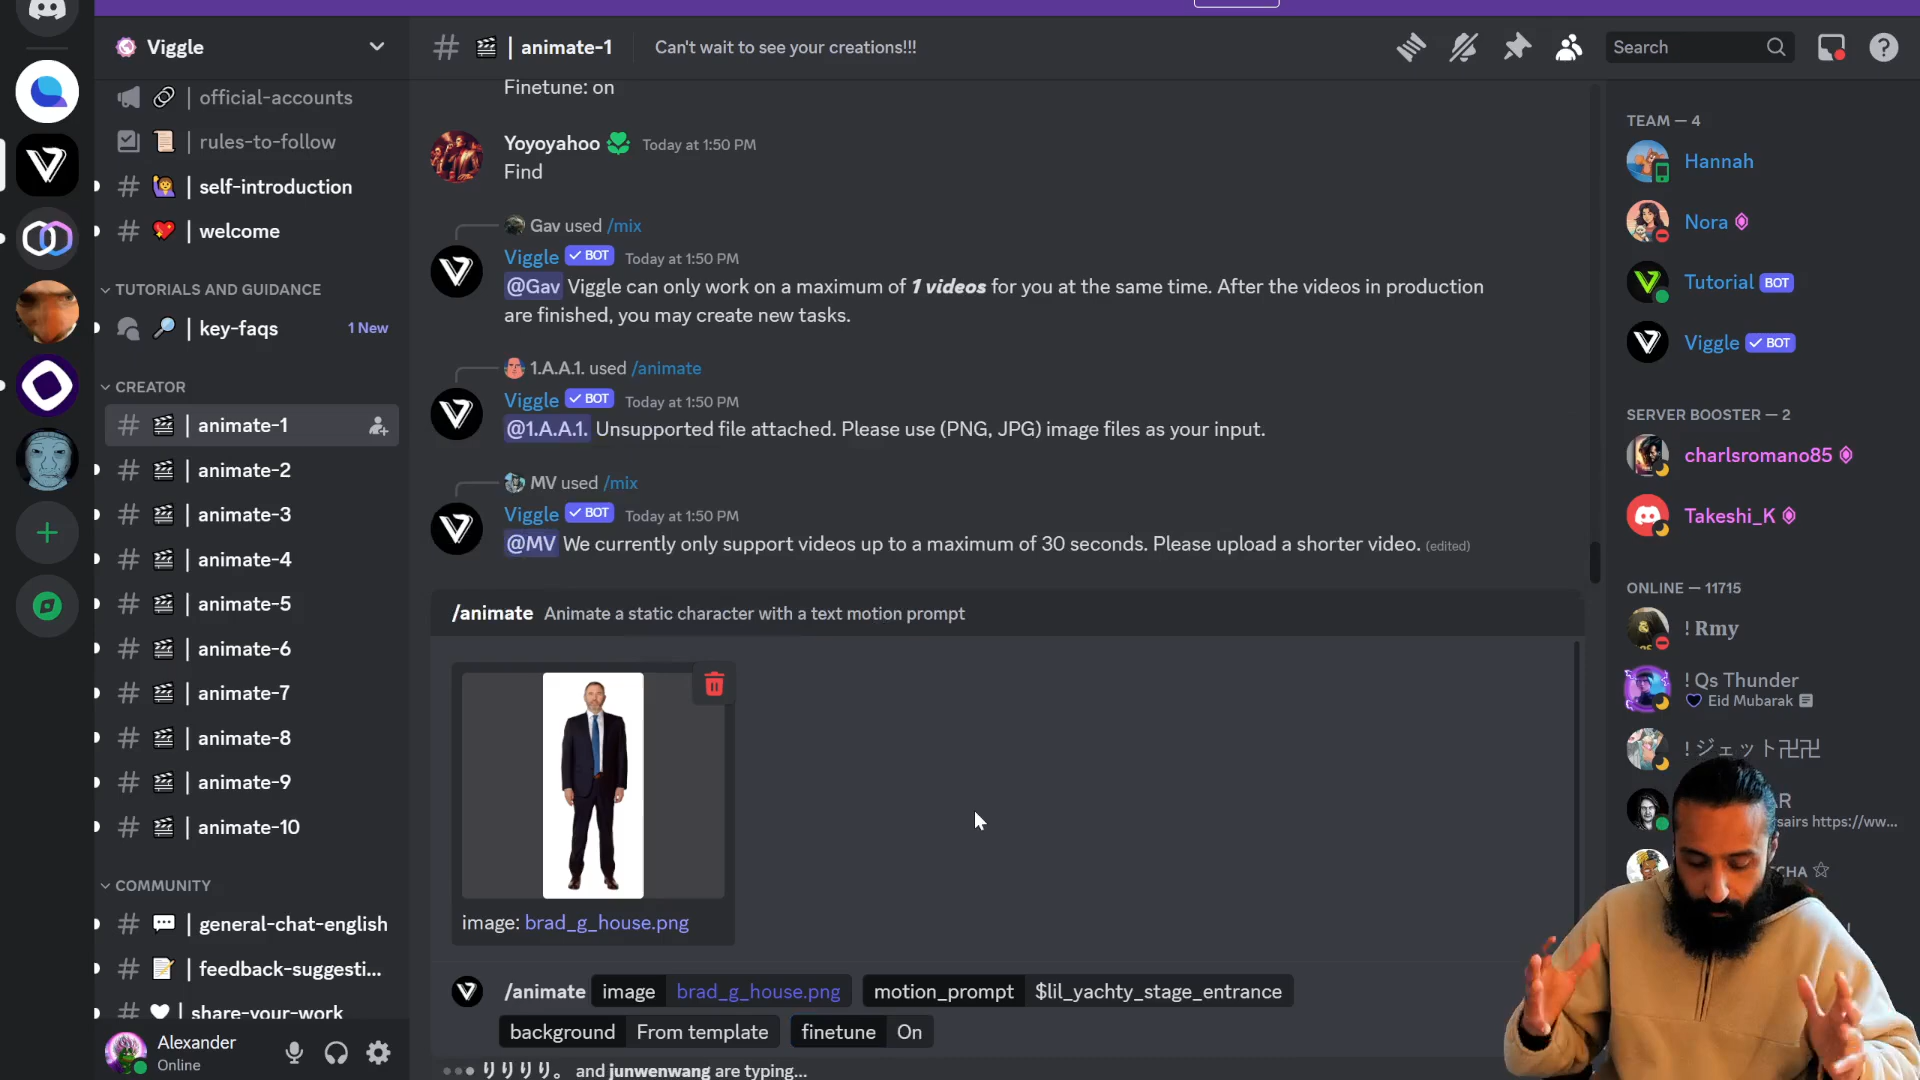 Viggle
| official-accounts
| rules-to-follow
| self-introduction
| welcome
TUTORIALS AND GUIDANCE
| key-faqs 1 New
CREATOR
| animate-1
| animate-2
| animate-3
| animate-4
| animate-5
| animate-6
| animate-7
| animate-8
| animate-9
| animate-10
COMMUNITY
| general-chat-english
| feedback-suggesti...
| share-your-work
Alexander
Online
| animate-1 Can't wait to see your creations!!!
Search
Finetune: on
Yoyoyahoo Today at 1:50 PM
Find
Gav used /mix
Viggle BOT Today at 1:50 PM
@Gav Viggle can only work on a maximum of 1 videos for you at the same time. After the videos in production
are finished, you may create new tasks.
1.A.A.1. used /animate
Viggle BOT Today at 1:50 PM
@1.A.A.1. Unsupported file attached. Please use (PNG, JPG) image files as your input.
MV used /mix
Viggle BOT Today at 1:50 PM
@MV We currently only support videos up to a maximum of 30 seconds. Please upload a shorter video. (edited)
/animate Animate a static character with a text motion prompt
image: brad_g_house.png
/animate image brad_g_house.png motion_prompt $lil_yachty_stage_entrance
background From template finetune On
りりりり。 and junwenwang are typing...
TEAM — 4
Hannah
Nora
Tutorial BOT
Viggle BOT
SERVER BOOSTER — 2
charlsromano85
Takeshi_K
ONLINE — 11715
! Rmy
! Qs Thunder
Eid Mubarak
! ジェット卍卍
AR
sairs https://ww...
CHA ☆